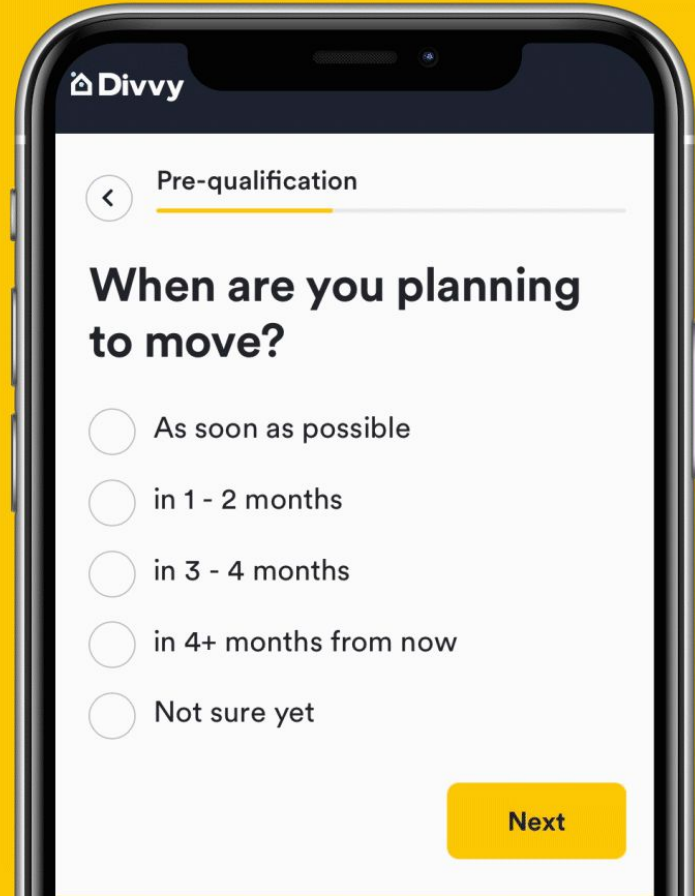 Divvy
Pre-qualification
When are you planning
to move?
As soon as possible
in 1 - 2 months
in 3 - 4 months
in 4+ months from now
Not sure yet
Next